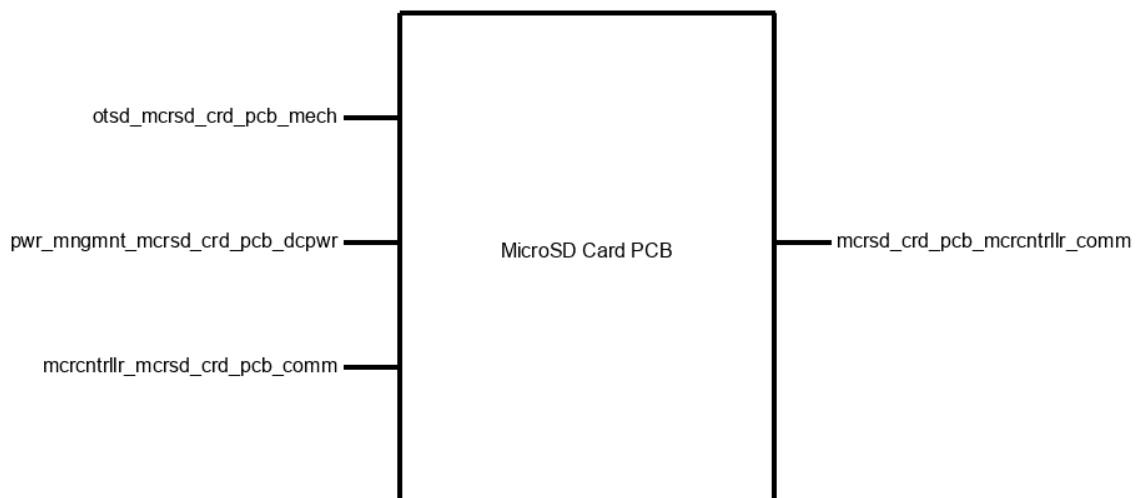 otsd_mcrsd_crd_pcb_mech
pwr_mngmnt_mcrsd_crd_pcb_dcpwr
MicroSD Card PCB
mcrsd_crd_pcb_mcrcntrllr_comm
mcrcntrllr_mcrsd_crd_pcb_comm